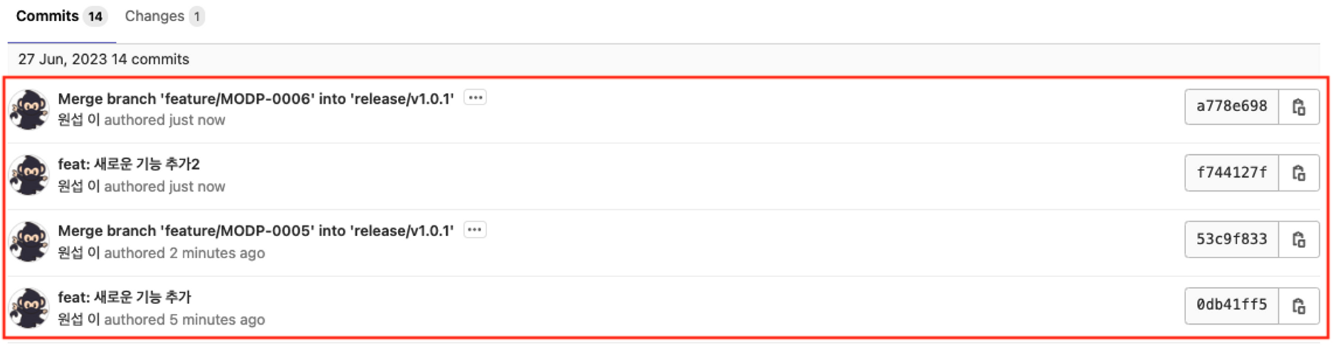 Commits 14 Changes 1
27 Jun, 2023 14 commits
Merge branch 'feature/MODP-0006' into 'release/v1.0.1' ...
원섭 이 authored just now
a778e698
feat: 새로운 기능 추가2
원섭 이 authored just now
f744127f
Merge branch 'feature/MODP-0005' into 'release/v1.0.1' ...
원섭 이 authored 2 minutes ago
53c9f833
feat: 새로운 기능 추가
원섭 이 authored 5 minutes ago
0db41ff5